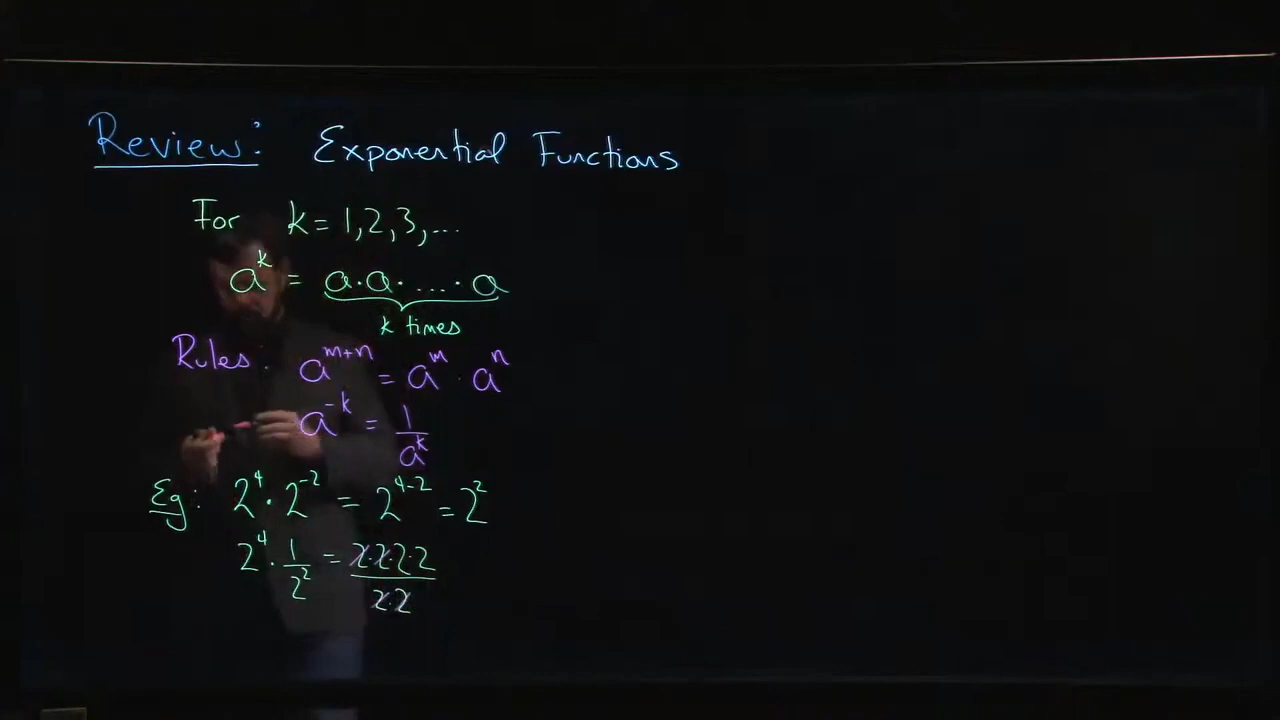 Review: Exponential Functions
For k = 1, 2, 3, ...
a^k = a · a · .... · a
k times
Rules: a^{m+n} = a^m · a^n
a^{-k} = 1/a^k
Eg: 2^4 · 2^{-2} = 2^{4-2} = 2^2
2^4 · 1/2^2 = 2·2·2·2/2·2